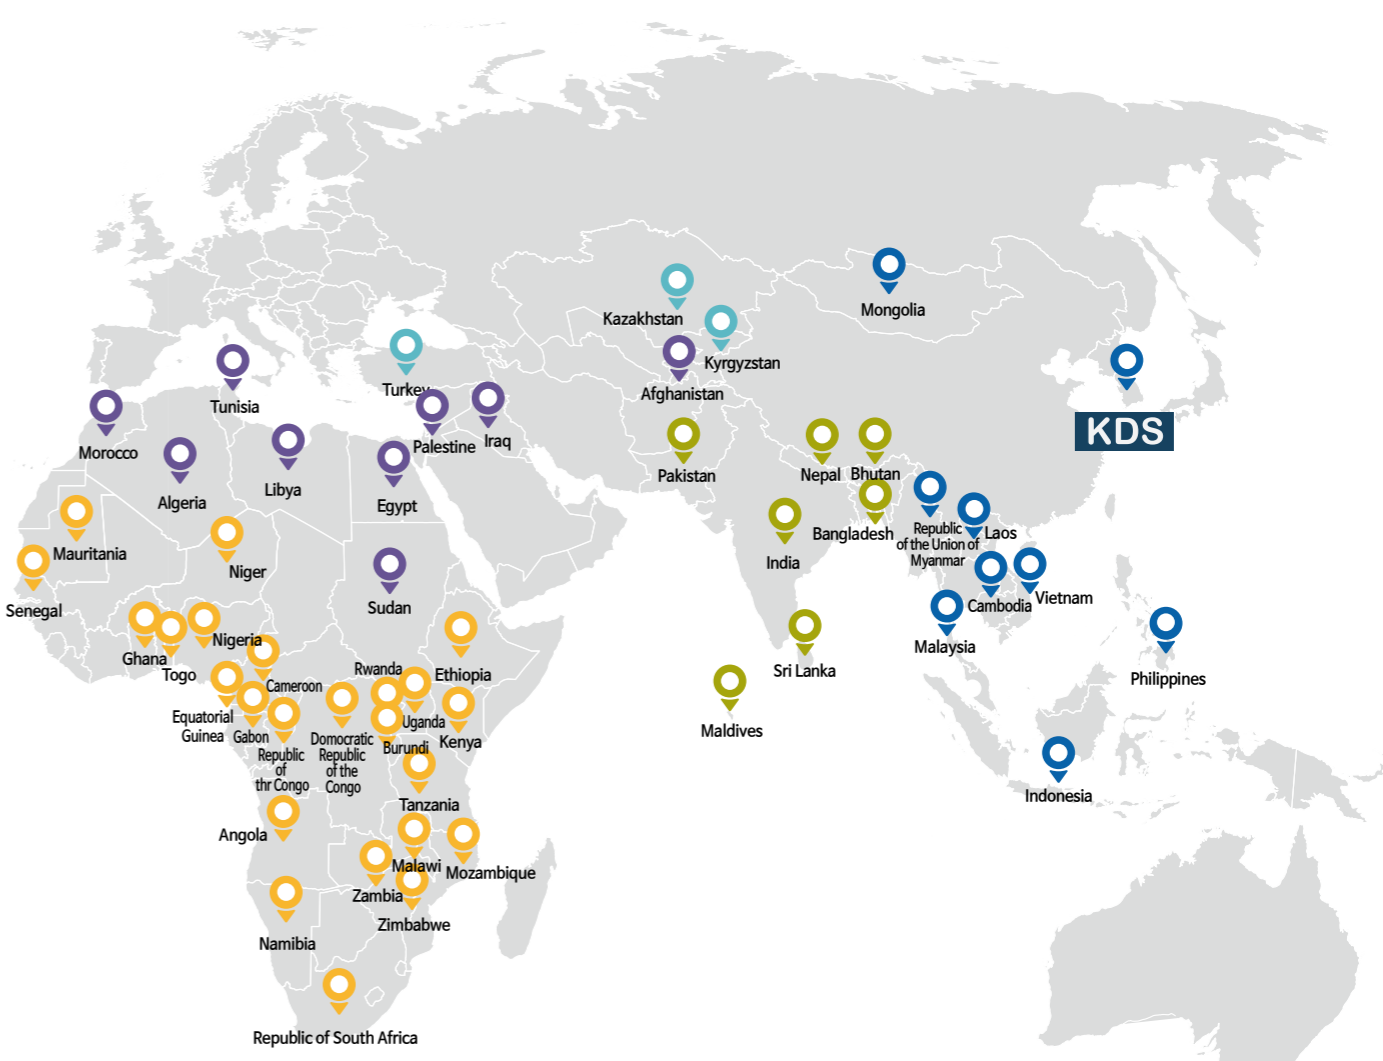 Mongolia
Kazakhstan
Kyrgyzstan
Turkey
Afghanistan
Tunisia
KDS
Morocco
Palestine
Iraq
Pakistan
Nepal
Bhutan
Algeria
Libya
Egypt
Bangladesh
Republic
of the Union of
Myanmar
Laos
Mauritania
Niger
India
Senegal
Sudan
Cambodia
Vietnam
Ghana
Togo
Nigeria
Malaysia
Cameroon
Rwanda
Ethiopia
Sri Lanka
Philippines
Equatorial
Guinea
Gabon
Republic
of
thr Congo
Domocratic
Republic
of the
Congo
Uganda
Burundi
Kenya
Maldives
Tanzania
Indonesia
Angola
Malawi
Mozambique
Zambia
Zimbabwe
Namibia
Republic of South Africa